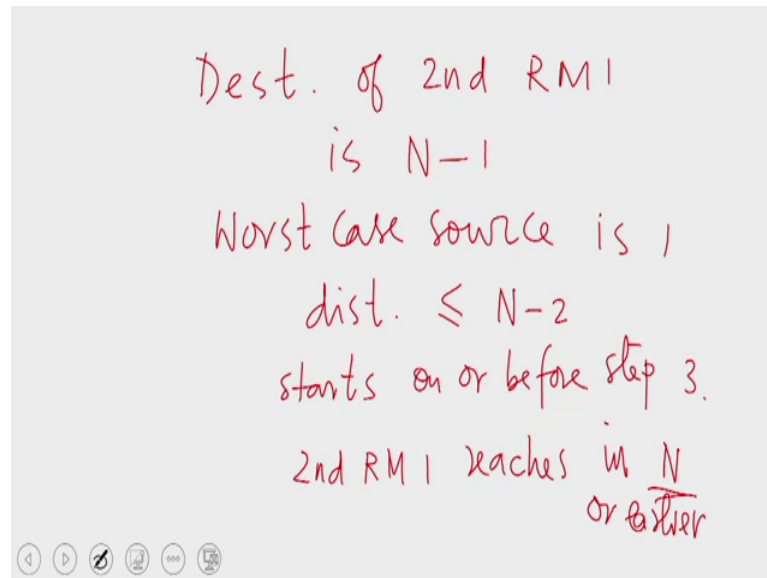 Dest. of 2nd RM1
is N-1
Worst case source is 1
dist. ≤ N-2
starts on or before step 3.
2nd RM1 reaches in N
or earlier